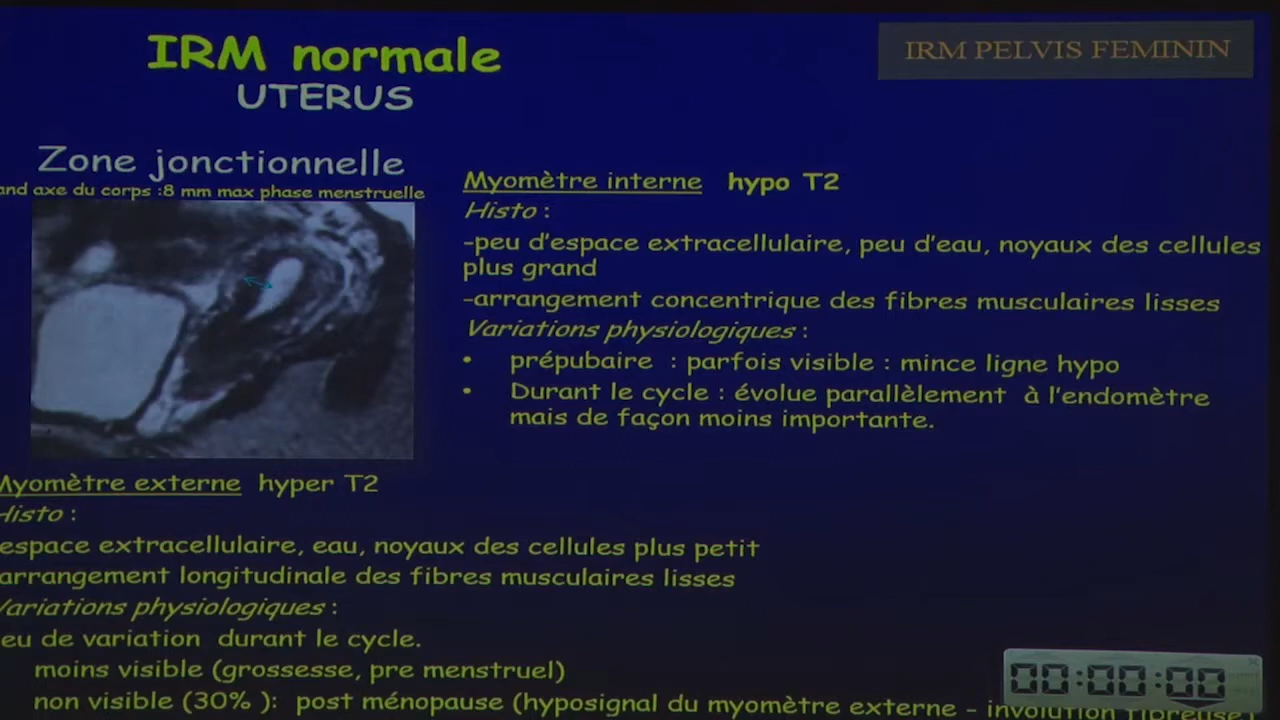 IRM normale
UTERUS
IRM PELVIS FEMININ
Zone jonctionnelle
and axe du corps :8 mm max phase menstruelle
Myomètre interne hypo T2
Histo :
-peu d'espace extracellulaire, peu d'eau, noyaux des cellules
plus grand
-arrangement concentrique des fibres musculaires lisses
Variations physiologiques :
• prépubaire : parfois visible : mince ligne hypo
• Durant le cycle : évolue parallèlement à l'endomètre
mais de façon moins importante.
Myomètre externe hyper T2
Histo :
espace extracellulaire, eau, noyaux des cellules plus petit
arrangement longitudinale des fibres musculaires lisses
Variations physiologiques :
eu de variation durant le cycle.
moins visible (grossesse, pre menstruel)
non visible (30% ): post ménopause (hyposignal du myomètre externe - involution fibreuse)
00:00:00